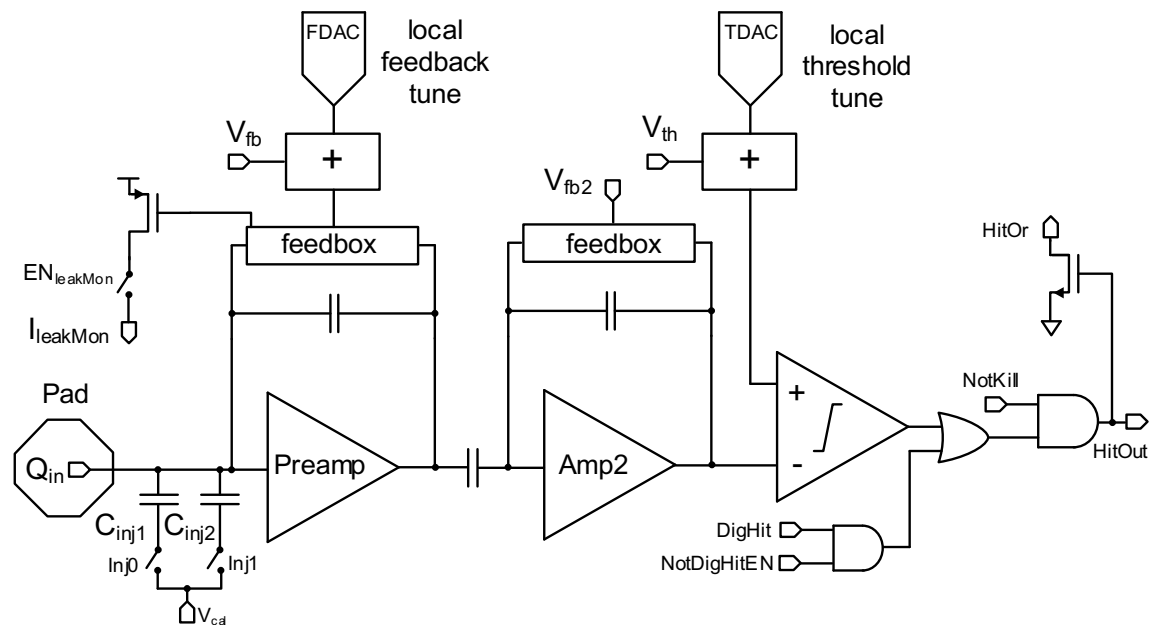 FDAC
local
feedback
tune
TDAC
local
threshold
tune
V_fb
+
V_th
+
V_fb2
feedbox
feedbox
HitOr
EN_leakMon
I_leakMon
Pad
NotKill
+
Q_in
Preamp
Amp2
-
HitOut
C_inj1
C_inj2
DigHit
Inj0
Inj1
NotDigHitEN
V_cal